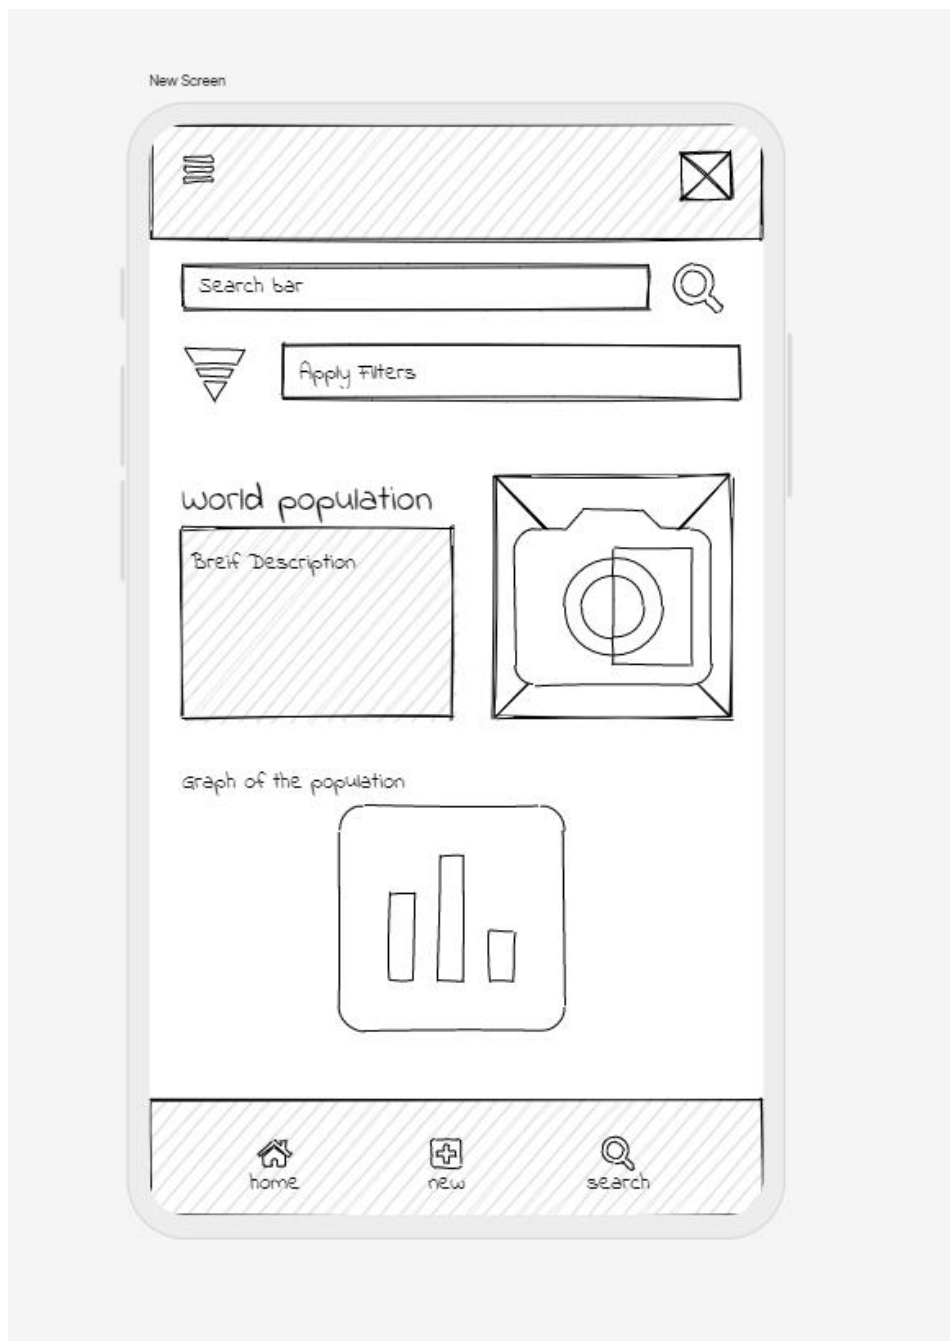 New Screen
Search bar
Apply Filters
World population
Breif Description
Graph of the population
home
new
search